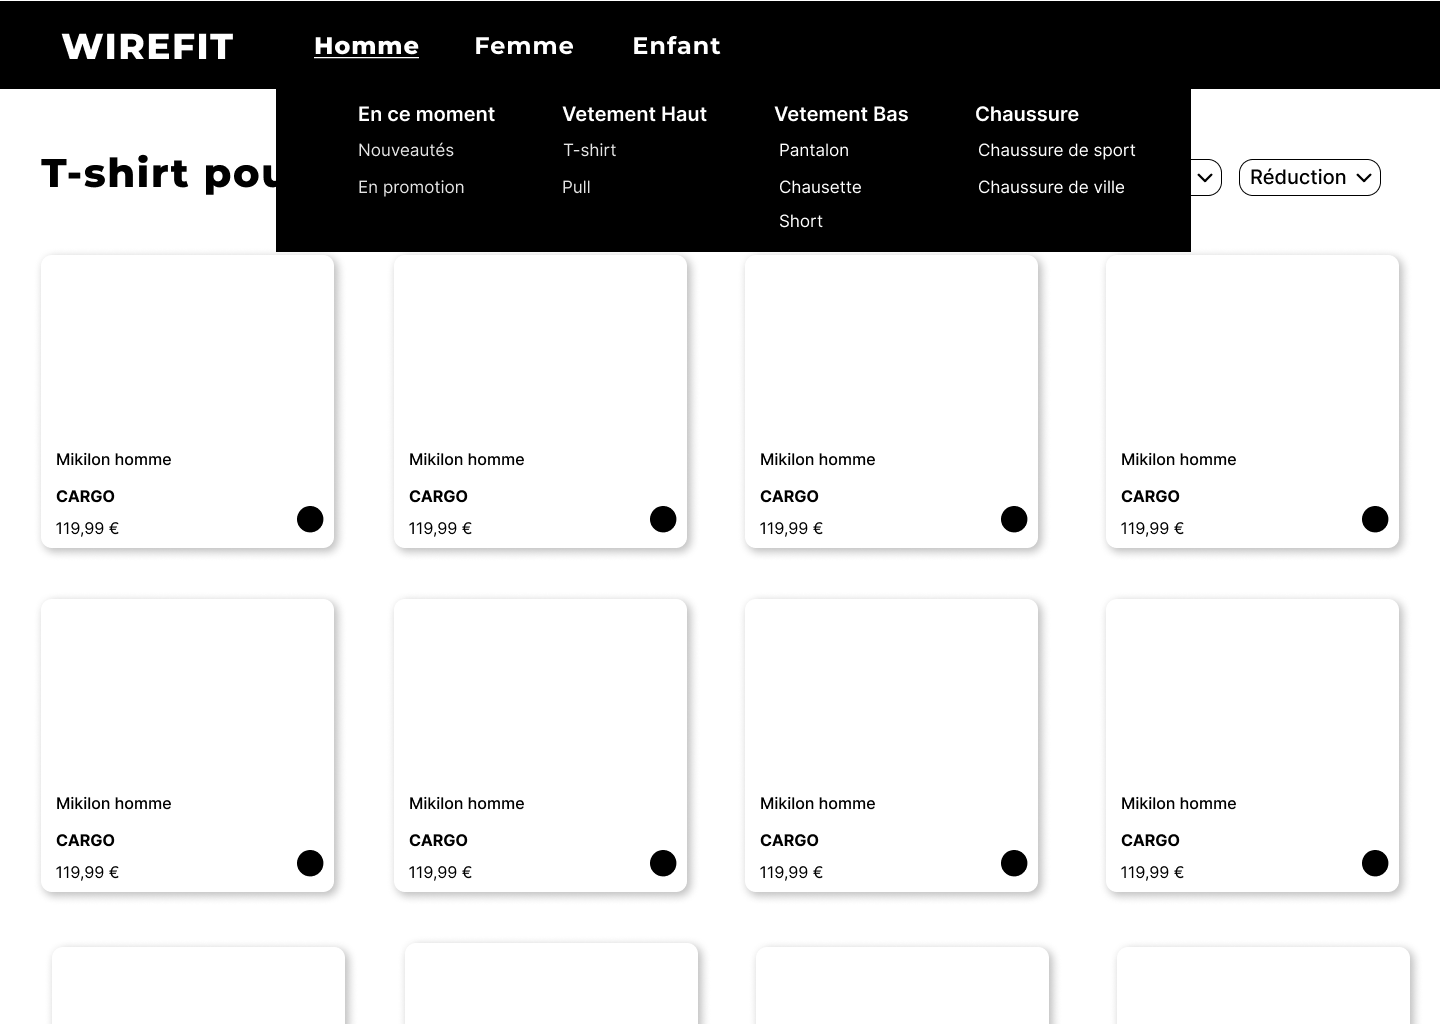 WIREFIT Homme Femme Enfant
En ce moment Vetement Haut Vetement Bas Chaussure
Nouveautés T-shirt Pantalon Chaussure de sport
T-shirt Réduction
En promotion Pull Chausette Chaussure de ville
Short
Mikilon homme Mikilon homme Mikilon homme Mikilon homme
CARGO CARGO CARGO CARGO
119,99 € 119,99 € 119,99 € 119,99 €
Mikilon homme Mikilon homme Mikilon homme Mikilon homme
CARGO CARGO CARGO CARGO
119,99 € 119,99 € 119,99 € 119,99 €